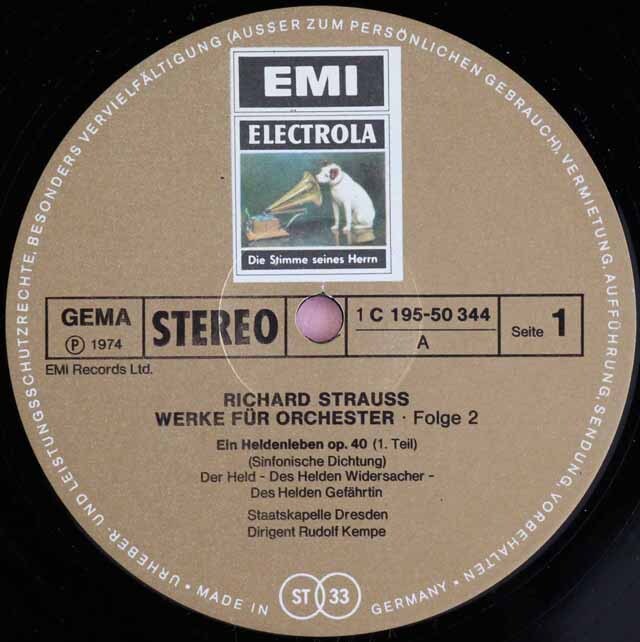 EMI
ELECTROLA
Die Stimme seines Herrn
GEMA
Ⓟ 1974
STEREO
1 C 195-50 344
A
Seite 1
EMI Records Ltd.
RICHARD STRAUSS
WERKE FÜR ORCHESTER · Folge 2
Ein Heldenleben op. 40 (1. Teil)
(Sinfonische Dichtung)
Der Held - Des Helden Widersacher -
Des Helden Gefährtin
Staatskapelle Dresden
Dirigent Rudolf Kempe
ST 33
URHEBER- UND LEISTUNGSSCHUTZRECHTE, BESONDERS VERVIELFÄLTIGUNG (AUSSER ZUM PERSÖNLICHEN GEBRAUCH), VERMIETUNG, AUFFÜHRUNG, SENDUNG, VORBEHALTEN •
MADE IN GERMANY •